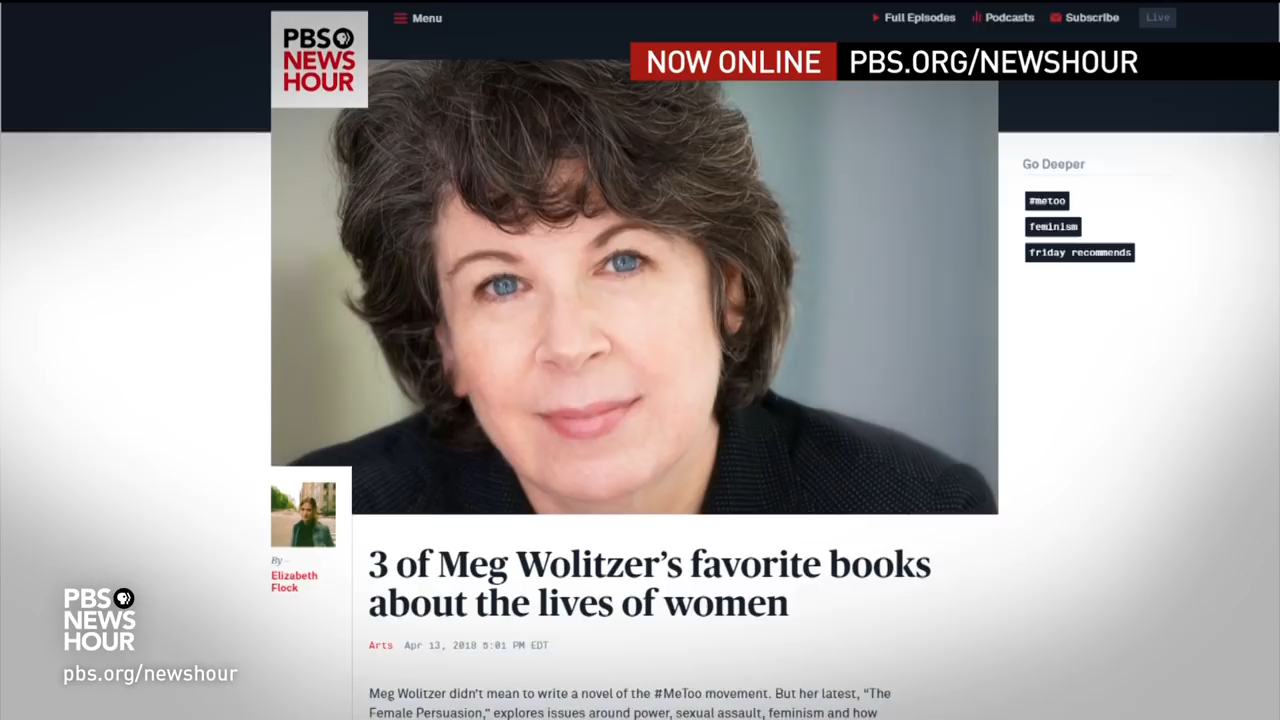 PBS
NEWS
HOUR
Menu
Full Episodes
Podcasts
Subscribe
Live
NOW ONLINE
PBS.ORG/NEWSHOUR
Go Deeper
#metoo
feminism
friday recommends
By —
Elizabeth
Flock
3 of Meg Wolitzer’s favorite books
about the lives of women
Arts Apr 13, 2018 5:01 PM EDT
Meg Wolitzer didn’t mean to write a novel of the #MeToo movement. But her latest, “The
Female Persuasion,” explores issues around power, sexual assault, feminism and how
PBS
NEWS
HOUR
pbs.org/newshour